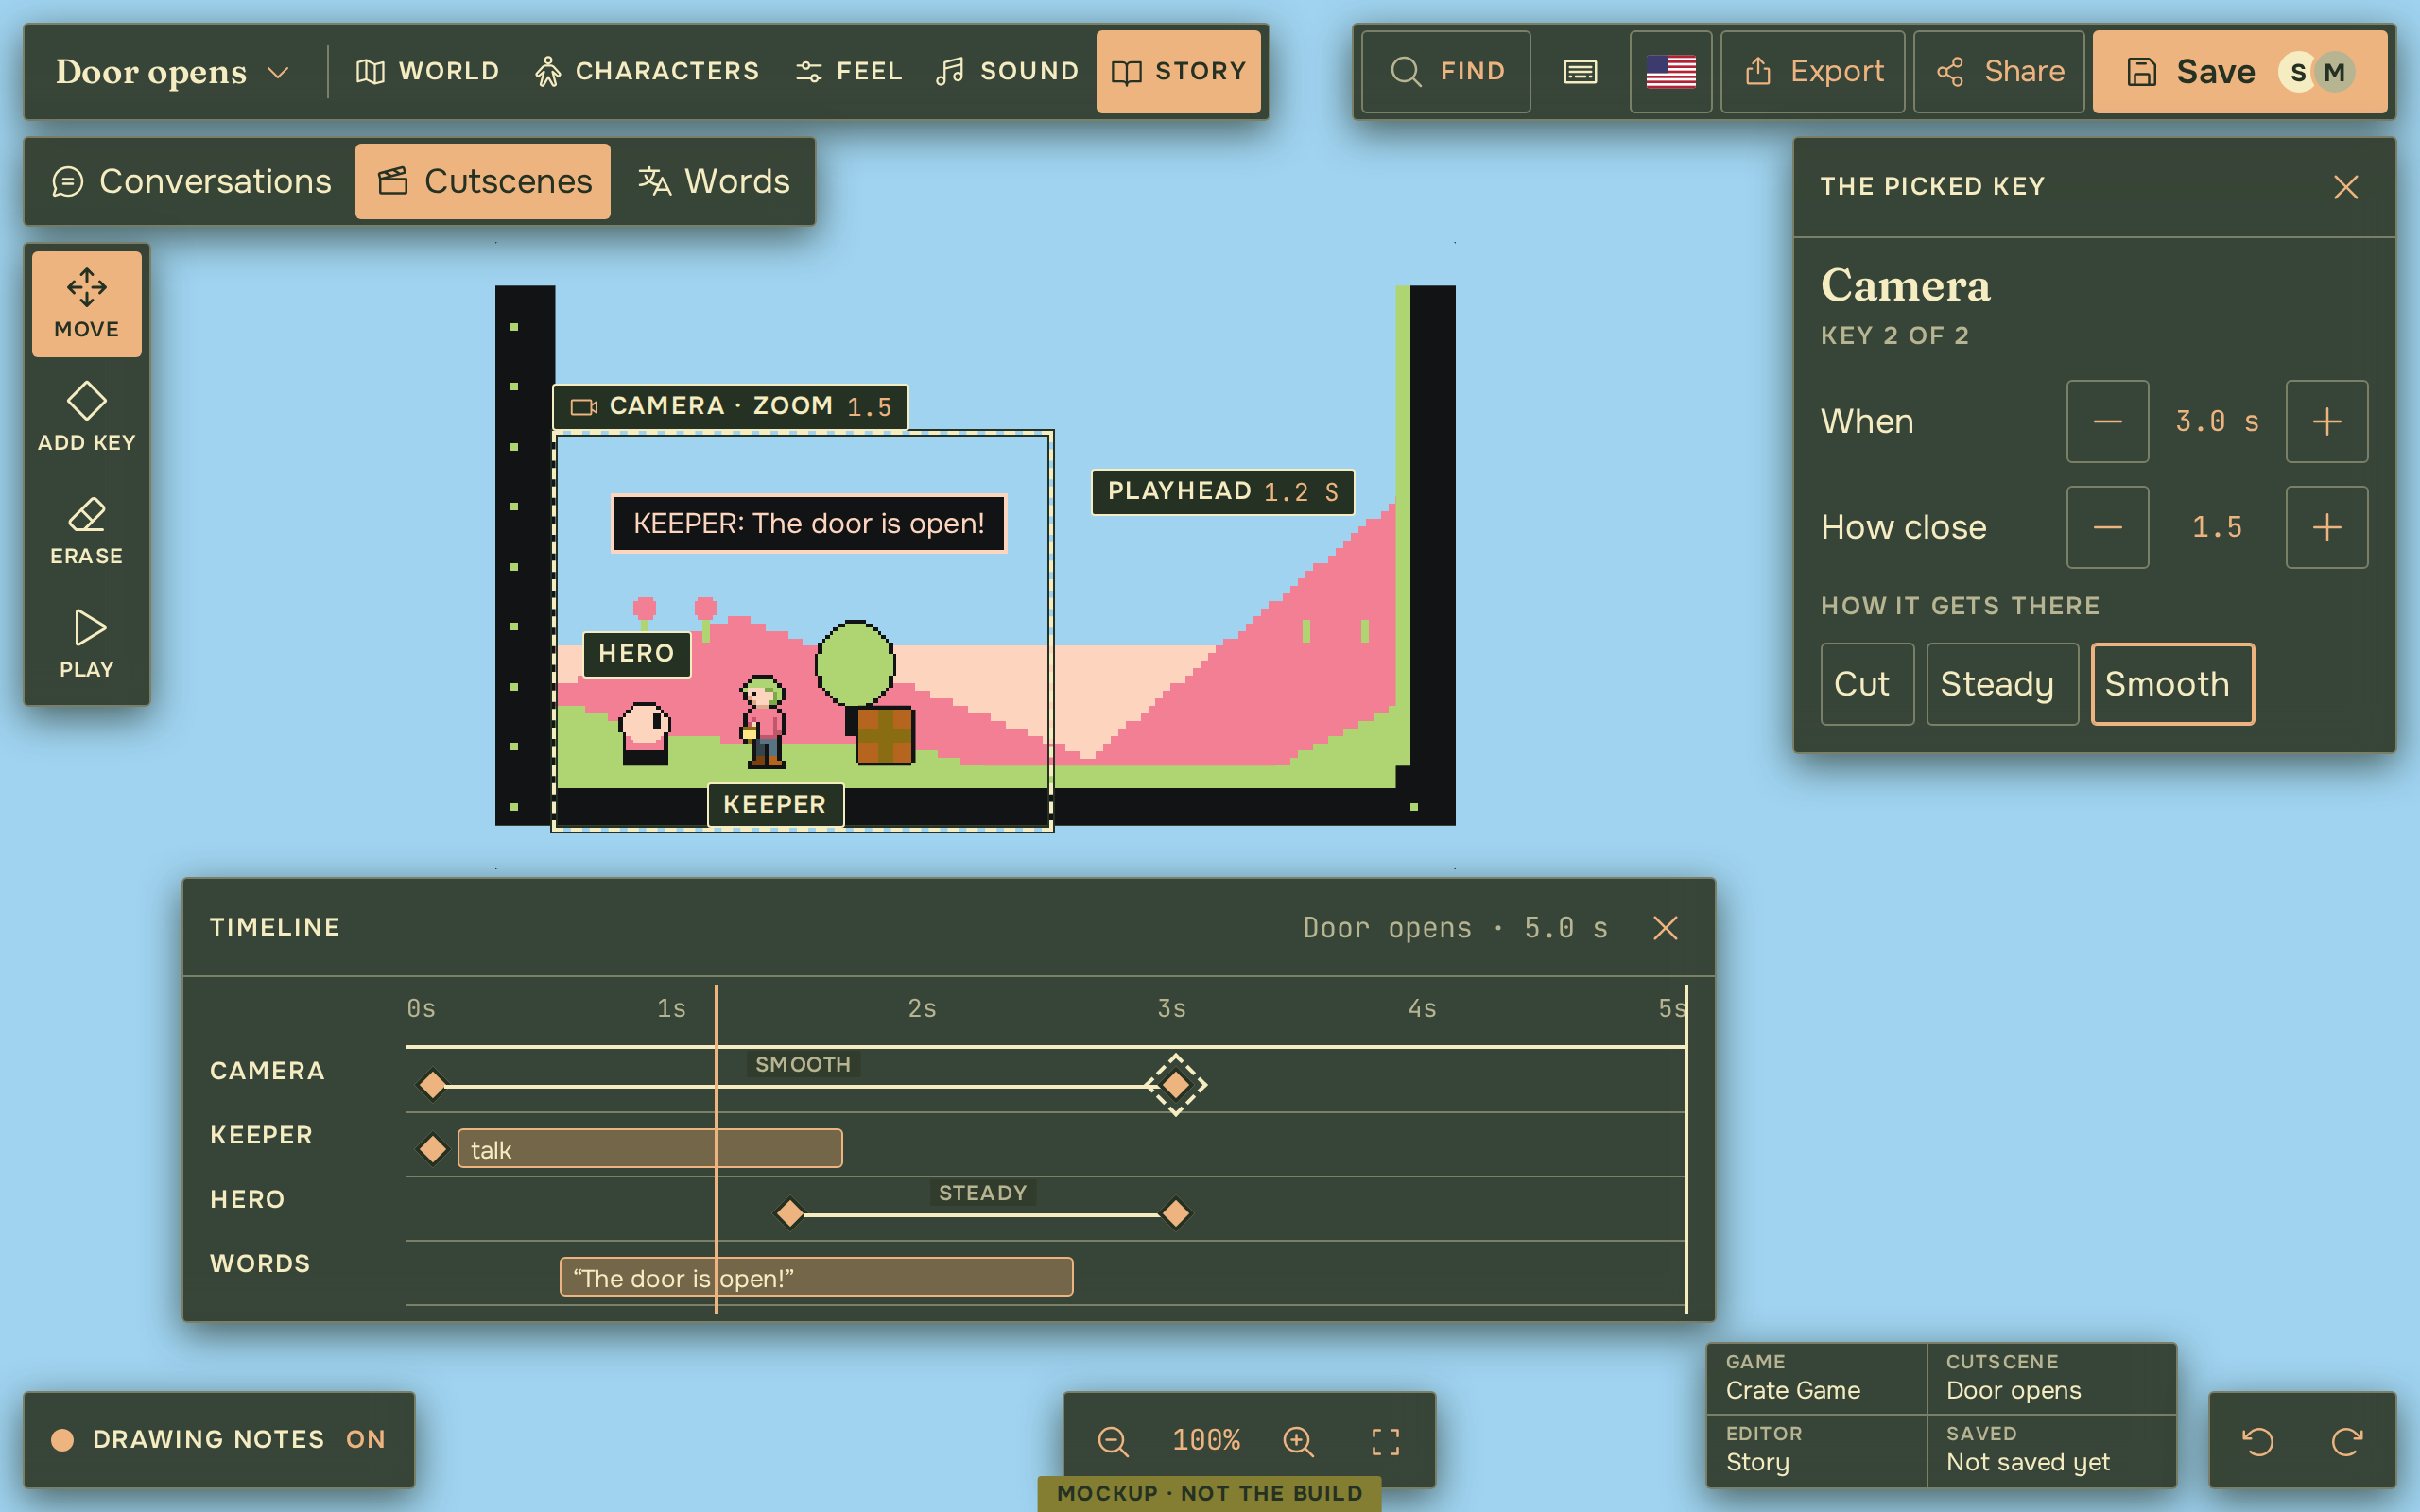 Door opens
WORLD
CHARACTERS
FEEL
SOUND
STORY
FIND
Export
Share
Save
S
M
Conversations
Cutscenes
Words
MOVE
ADD KEY
ERASE
PLAY
CAMERA · ZOOM 1.5
PLAYHEAD 1.2 S
KEEPER: The door is open!
HERO
KEEPER
THE PICKED KEY
Camera
KEY 2 OF 2
When
3.0 s
How close
1.5
HOW IT GETS THERE
Cut
Steady
Smooth
TIMELINE
Door opens · 5.0 s
0s
1s
2s
3s
4s
5s
CAMERA
SMOOTH
KEEPER
talk
HERO
STEADY
WORDS
“The door is open!”
DRAWING NOTES ON
100%
MOCKUP · NOT THE BUILD
GAME
Crate Game
CUTSCENE
Door opens
EDITOR
Story
SAVED
Not saved yet